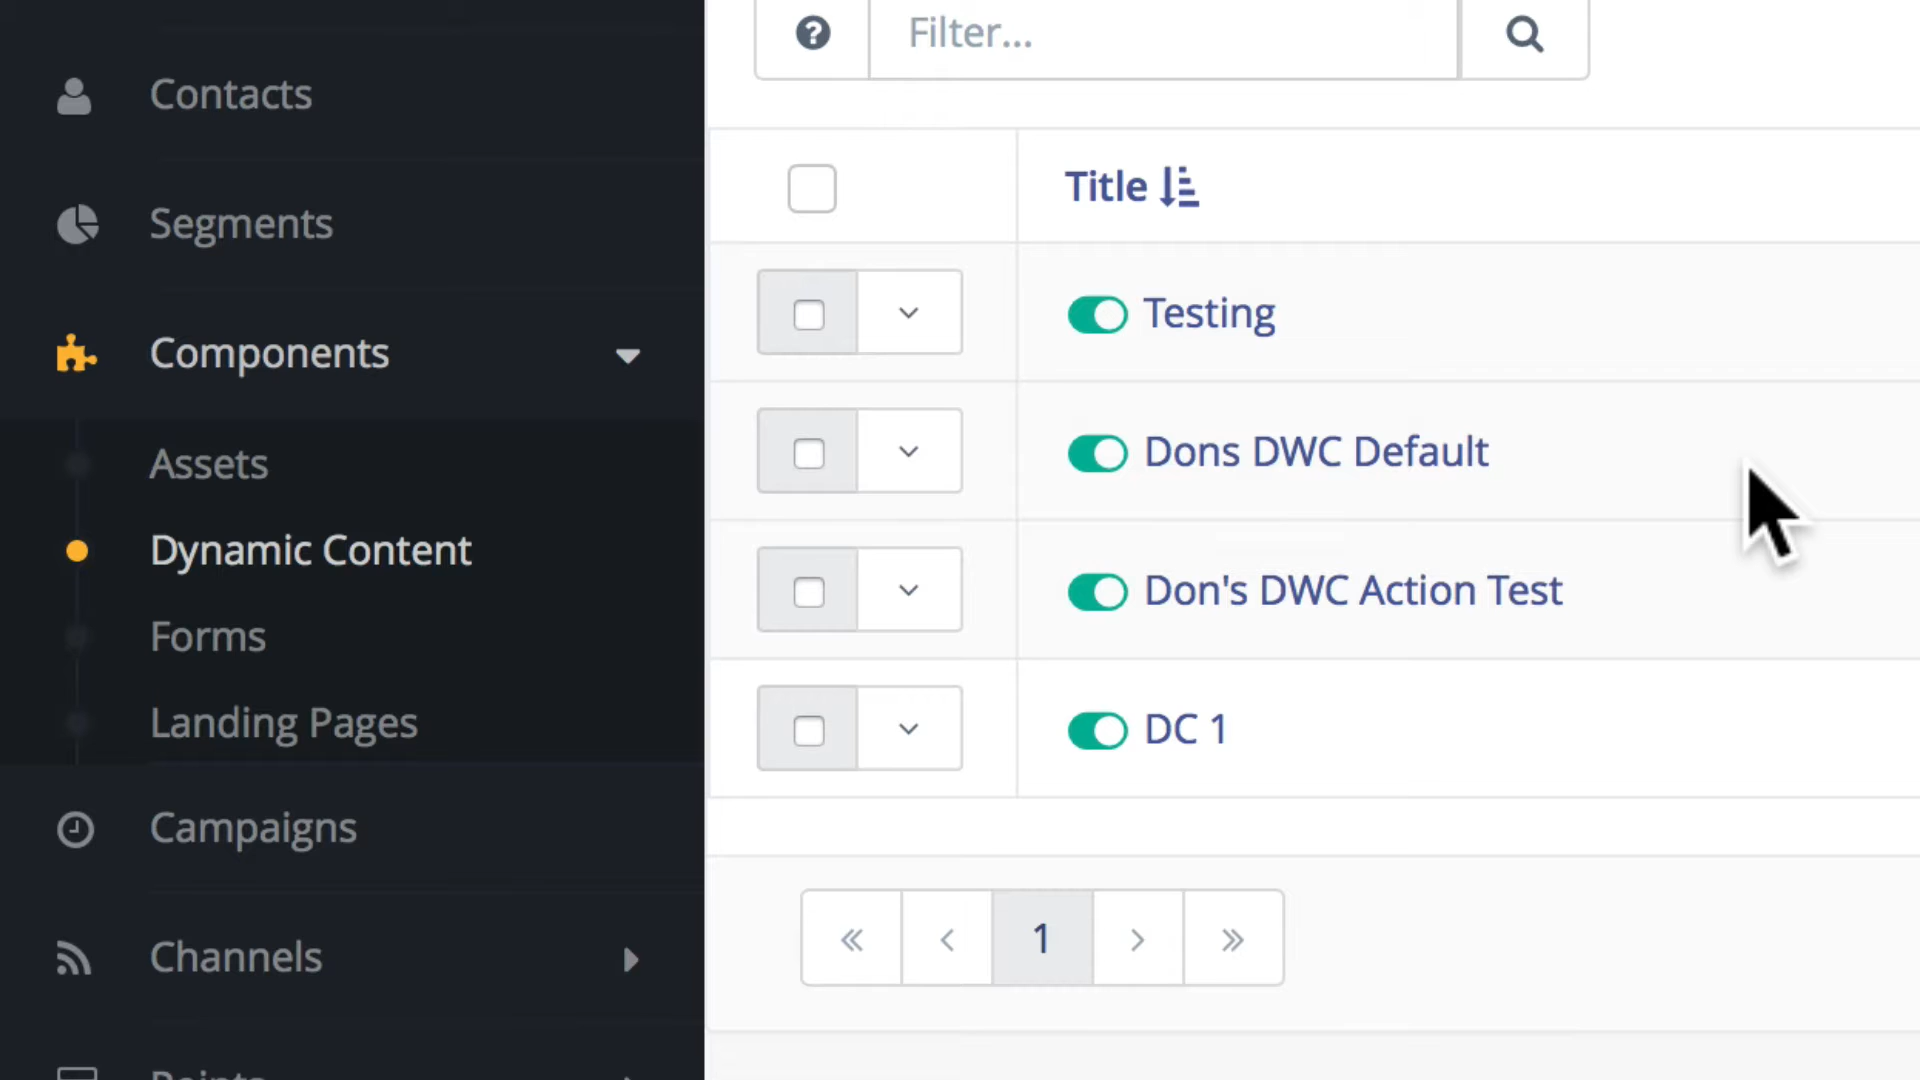 Contacts
Segments
Components
Assets
Dynamic Content
Forms
Landing Pages
Campaigns
Channels
Points
Filter...
Title
Testing
Dons DWC Default
Don's DWC Action Test
DC 1
« ‹ 1 › »